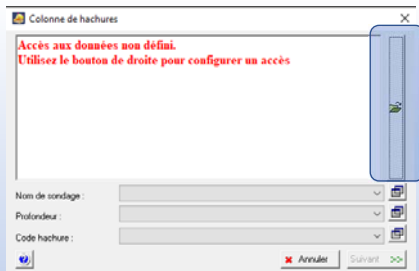 Colonne de hachures
Accès aux données non défini.
Utilisez le bouton de droite pour configurer un accès
Nom de sondage :
Profondeur :
Code hachure :
Annuler
Suivant >>